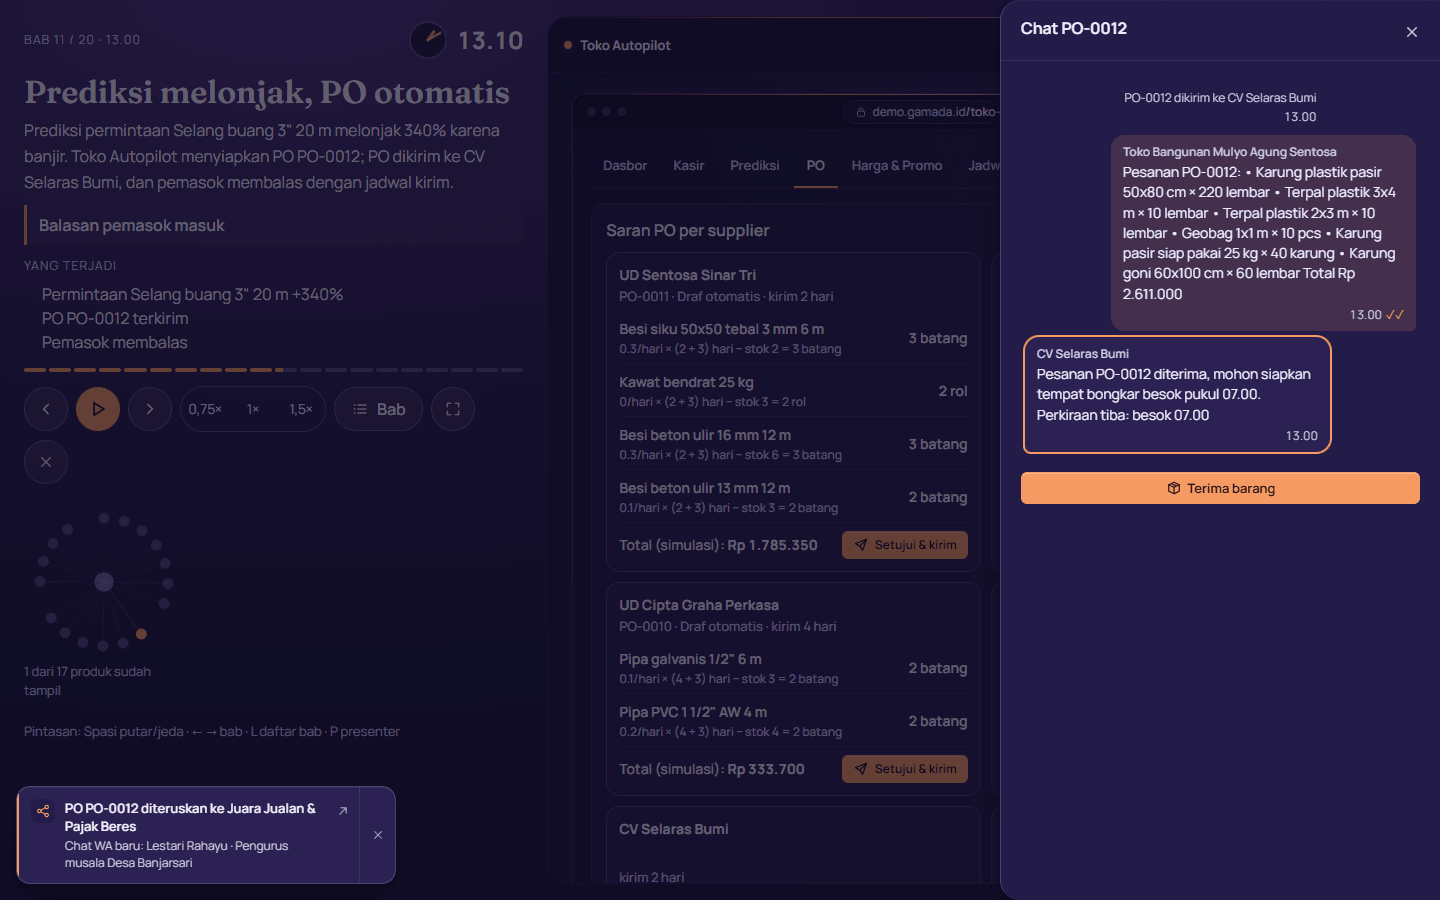 BAB 11 / 20 · 13.00
13.10
Prediksi melonjak, PO otomatis
Prediksi permintaan Selang buang 3" 20 m melonjak 340% karena
banjir. Toko Autopilot menyiapkan PO PO-0012; PO dikirim ke CV
Selaras Bumi, dan pemasok membalas dengan jadwal kirim.
Balasan pemasok masuk
YANG TERJADI
Permintaan Selang buang 3" 20 m +340%
PO PO-0012 terkirim
Pemasok membalas
0,75×
1×
1,5×
Bab
1 dari 17 produk sudah
tampil
Pintasan: Spasi putar/jeda · ← → bab · L daftar bab · P presenter
PO PO-0012 diteruskan ke Juara Jualan &
Pajak Beres
Chat WA baru: Lestari Rahayu · Pengurus
musala Desa Banjarsari
Toko Autopilot
demo.gamada.id/toko-
Dasbor
Kasir
Prediksi
PO
Harga & Promo
Jadw
Saran PO per supplier
UD Sentosa Sinar Tri
PO-0011 · Draf otomatis · kirim 2 hari
Besi siku 50x50 tebal 3 mm 6 m
0.3/hari × (2 + 3) hari − stok 2 = 3 batang
3 batang
Kawat bendrat 25 kg
0/hari × (2 + 3) hari − stok 3 = 2 rol
2 rol
Besi beton ulir 16 mm 12 m
0.3/hari × (2 + 3) hari − stok 6 = 3 batang
3 batang
Besi beton ulir 13 mm 12 m
0.1/hari × (2 + 3) hari − stok 3 = 2 batang
2 batang
Total (simulasi): Rp 1.785.350
Setujui & kirim
UD Cipta Graha Perkasa
PO-0010 · Draf otomatis · kirim 4 hari
Pipa galvanis 1/2" 6 m
0.1/hari × (4 + 3) hari − stok 3 = 2 batang
2 batang
Pipa PVC 1 1/2" AW 4 m
0.2/hari × (4 + 3) hari − stok 4 = 2 batang
2 batang
Total (simulasi): Rp 333.700
Setujui & kirim
CV Selaras Bumi
kirim 2 hari
Chat PO-0012
PO-0012 dikirim ke CV Selaras Bumi
13.00
Toko Bangunan Mulyo Agung Sentosa
Pesanan PO-0012: • Karung plastik pasir
50x80 cm × 220 lembar • Terpal plastik 3x4
m × 10 lembar • Terpal plastik 2x3 m × 10
lembar • Geobag 1x1 m × 10 pcs • Karung
pasir siap pakai 25 kg × 40 karung • Karung
goni 60x100 cm × 60 lembar Total Rp
2.611.000
13.00 ✓✓
CV Selaras Bumi
Pesanan PO-0012 diterima, mohon siapkan
tempat bongkar besok pukul 07.00.
Perkiraan tiba: besok 07.00
13.00
Terima barang